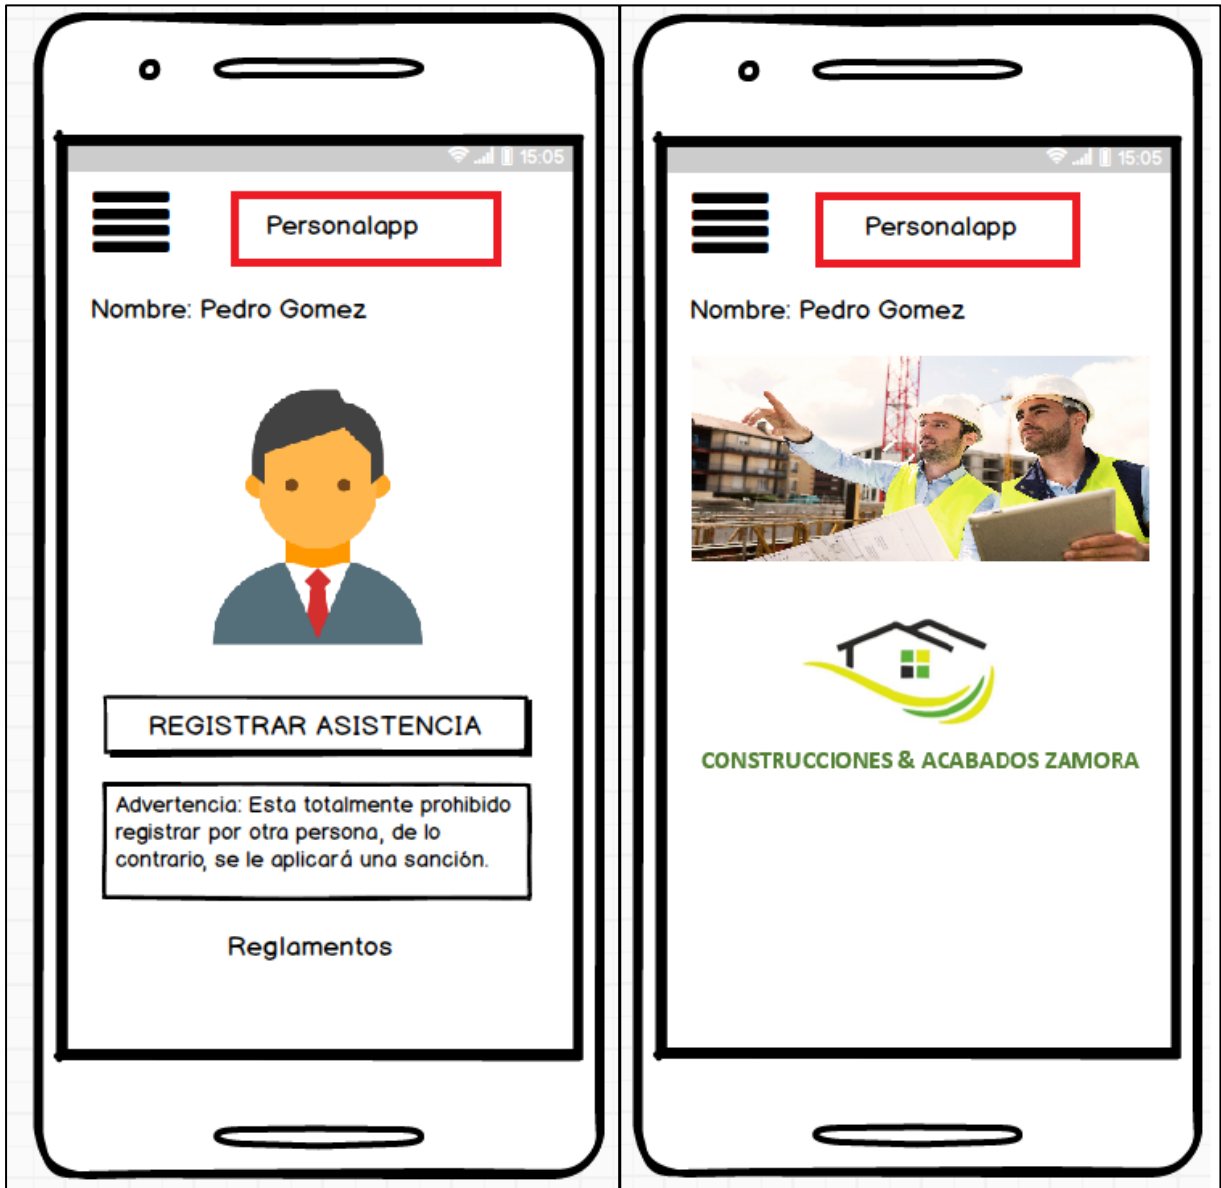 15:05
Personalapp
Nombre: Pedro Gomez
REGISTRAR ASISTENCIA
Advertencia: Esta totalmente prohibido
registrar por otra persona, de lo
contrario, se le aplicará una sanción.
Reglamentos
15:05
Personalapp
Nombre: Pedro Gomez
CONSTRUCCIONES & ACABADOS ZAMORA